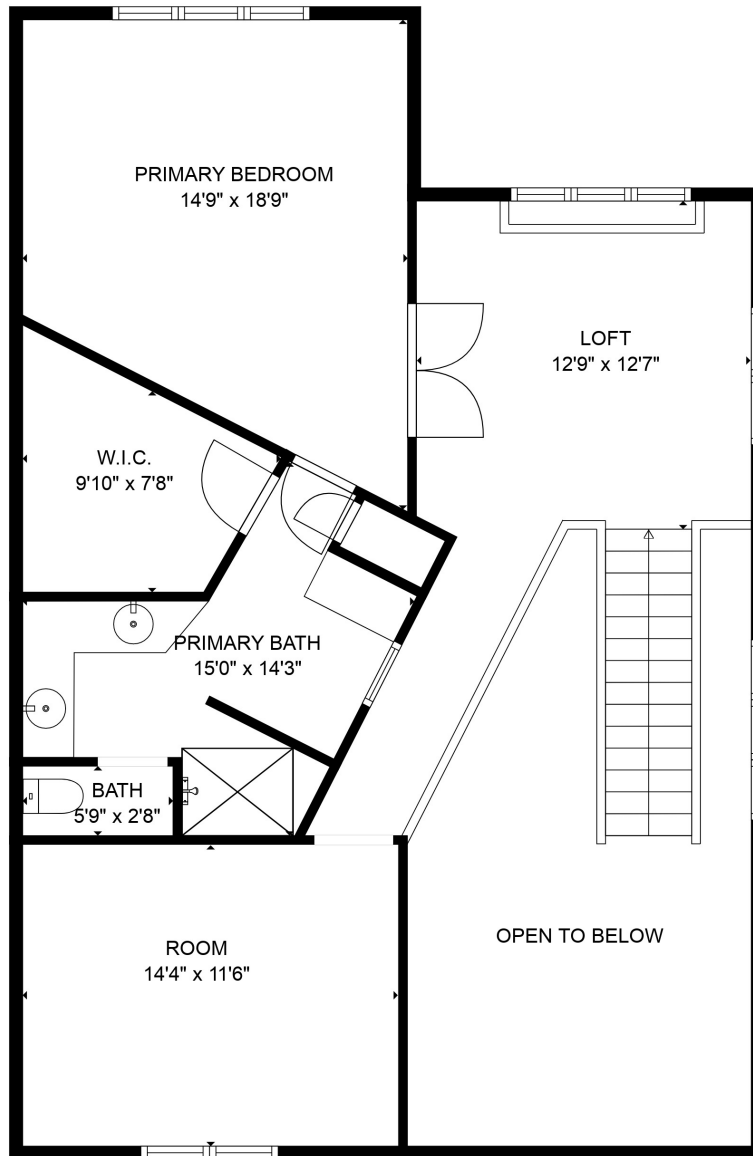 PRIMARY BEDROOM
14'9" x 18'9"
LOFT
12'9" x 12'7"
W.I.C.
9'10" x 7'8"
PRIMARY BATH
15'0" x 14'3"
BATH
5'9" x 2'8"
ROOM
14'4" x 11'6"
OPEN TO BELOW